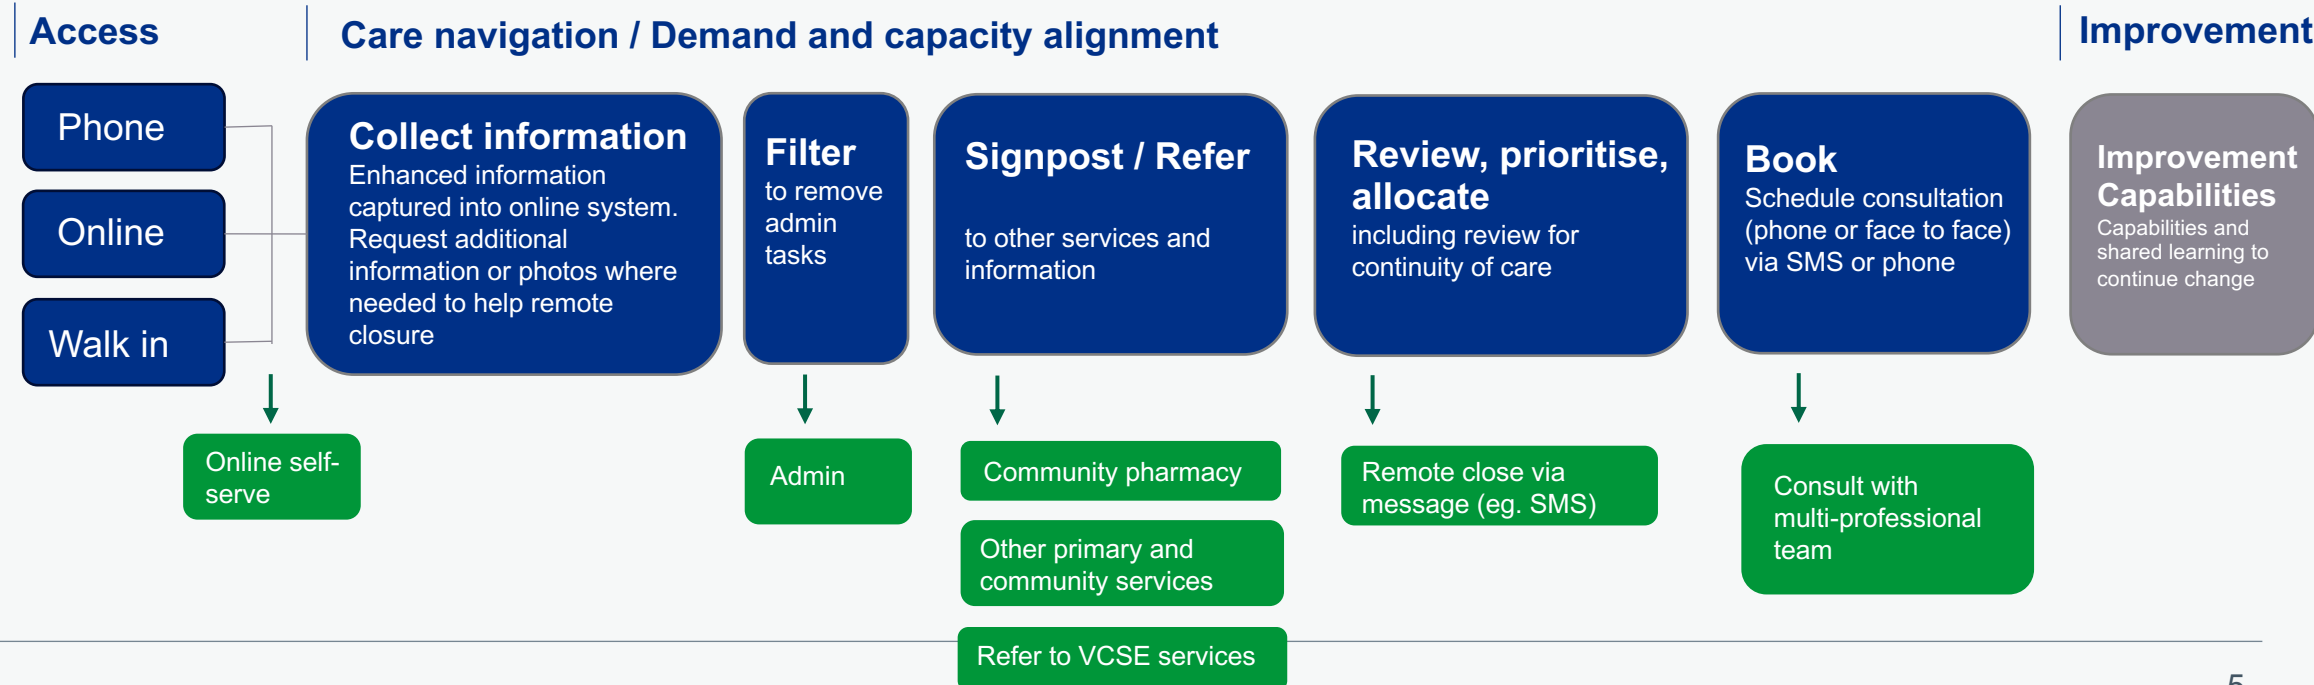 Access
Care navigation / Demand and capacity alignment
Improvement
Phone
Online
Walk in
Collect information
Enhanced information
captured into online system.
Request additional
information or photos where
needed to help remote
closure
Filter
to remove
admin
tasks
Signpost / Refer
to other services and
information
Review, prioritise,
allocate
including review for
continuity of care
Book
Schedule consultation
(phone or face to face)
via SMS or phone
Improvement
Capabilities
Capabilities and
shared learning to
continue change
Online self-
serve
Admin
Community pharmacy
Other primary and
community services
Refer to VCSE services
Remote close via
message (eg. SMS)
Consult with
multi-professional
team
5